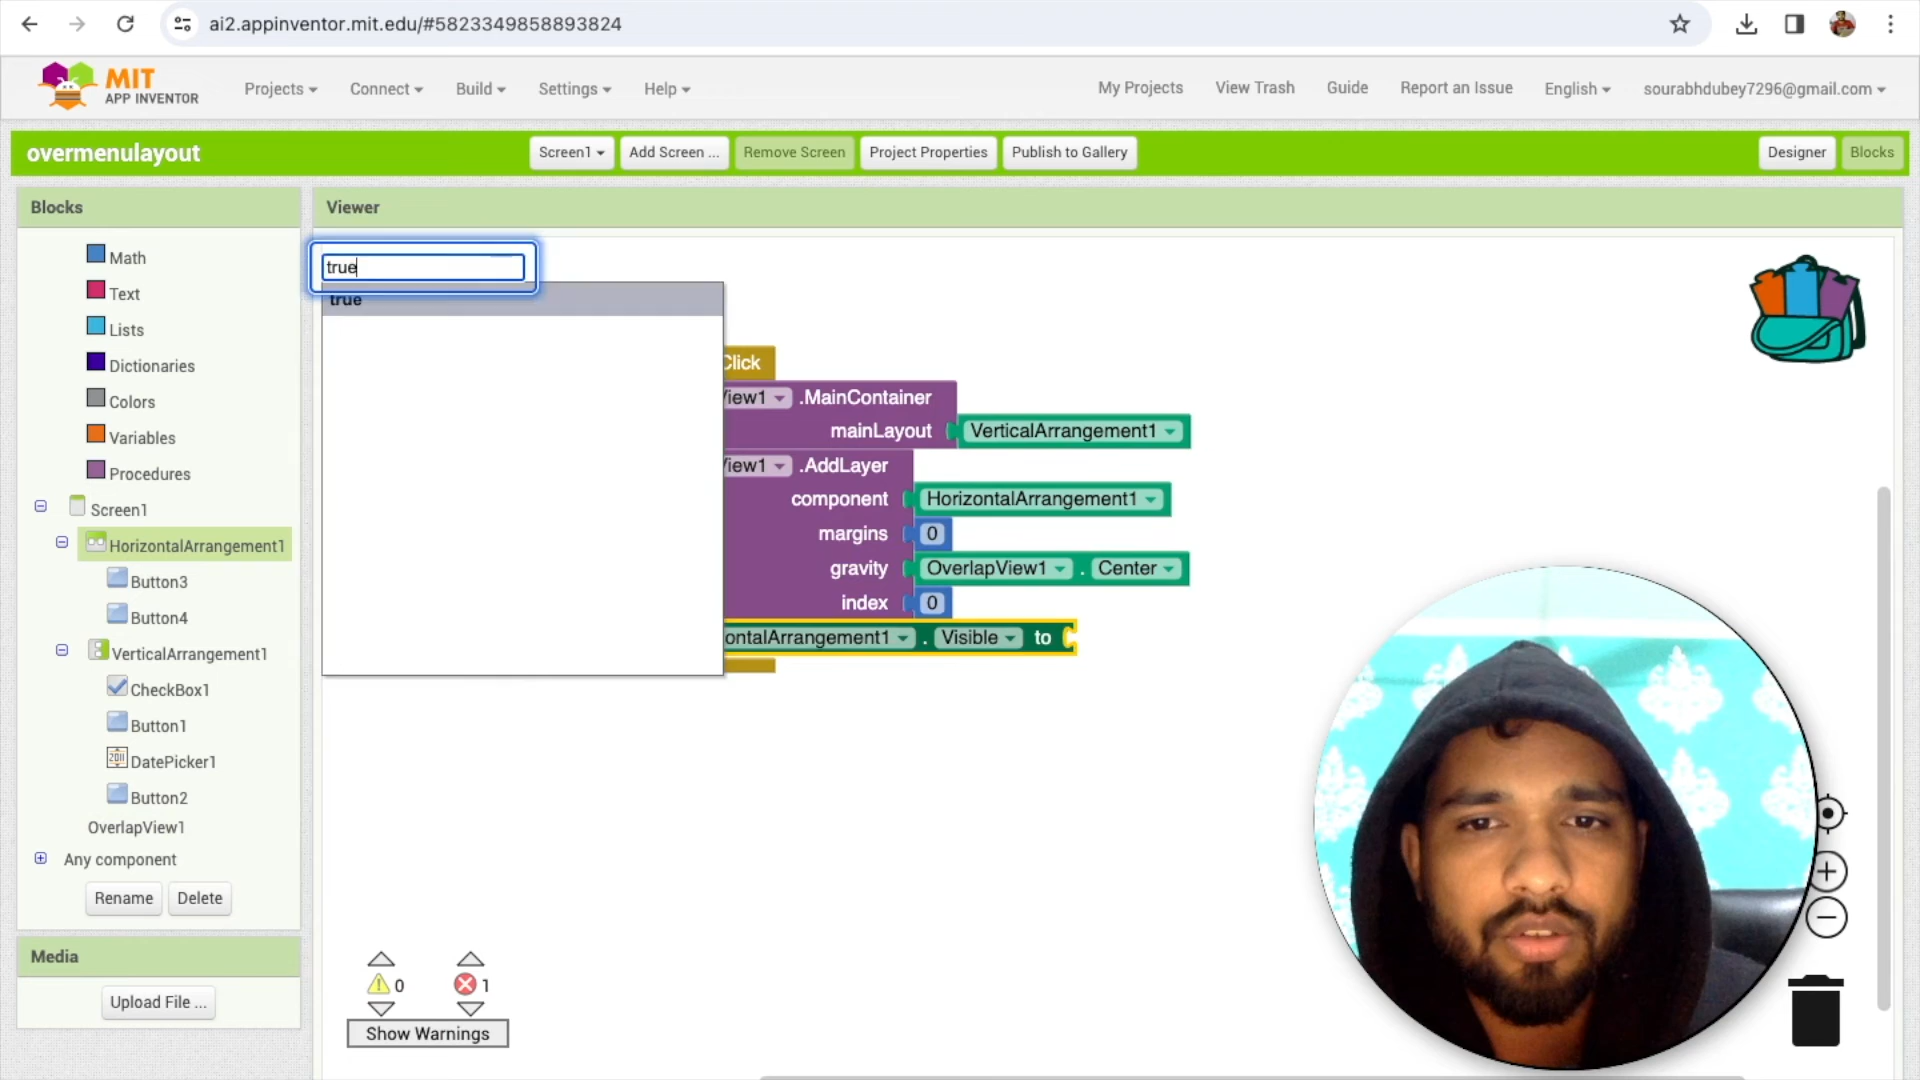 ai2.appinventor.mit.edu/#5823349858893824
MIT
APP INVENTOR
Projects
Connect
Build
Settings
Help
My Projects
View Trash
Guide
Report an Issue
English
sourabhdubey7296@gmail.com
overmenulayout
Screen1
Add Screen ...
Remove Screen
Project Properties
Publish to Gallery
Designer
Blocks
Blocks
Viewer
Math
Text
Lists
Dictionaries
Colors
Variables
Procedures
Screen1
HorizontalArrangement1
Button3
Button4
VerticalArrangement1
CheckBox1
Button1
DatePicker1
Button2
OverlapView1
Any component
Rename
Delete
Media
Upload File ...
true
true
Click
View1 .MainContainer
mainLayout VerticalArrangement1
View1 .AddLayer
component HorizontalArrangement1
margins 0
gravity OverlapView1 . Center
index 0
ontalArrangement1 . Visible to
0
1
Show Warnings